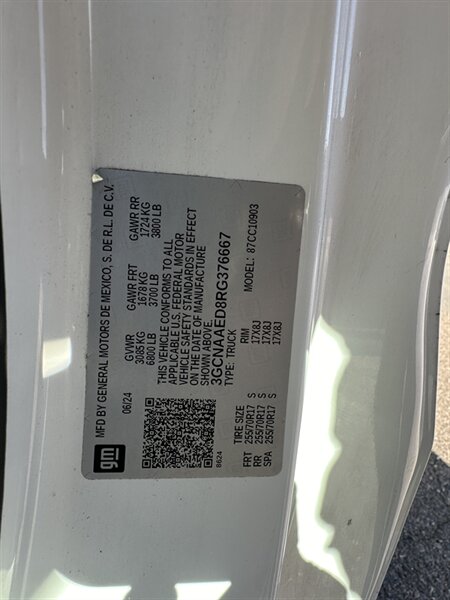 gm
MFD BY GENERAL MOTORS DE MEXICO, S. DE R.L. DE C.V.
06/24 GVWR GAWR FRT GAWR RR
3085 KG 1678 KG 1724 KG
6800 LB 3700 LB 3800 LB
THIS VEHICLE CONFORMS TO ALL
APPLICABLE U.S. FEDERAL MOTOR
VEHICLE SAFETY STANDARDS IN EFFECT
ON THE DATE OF MANUFACTURE
SHOWN ABOVE.
3GCNAAED8RG376667
TYPE: TRUCK MODEL: 87CC10903
8624
TIRE SIZE RIM
FRT 255/70R17 S 17X8J
RR 255/70R17 S 17X8J
SPA 255/70R17 S 17X8J